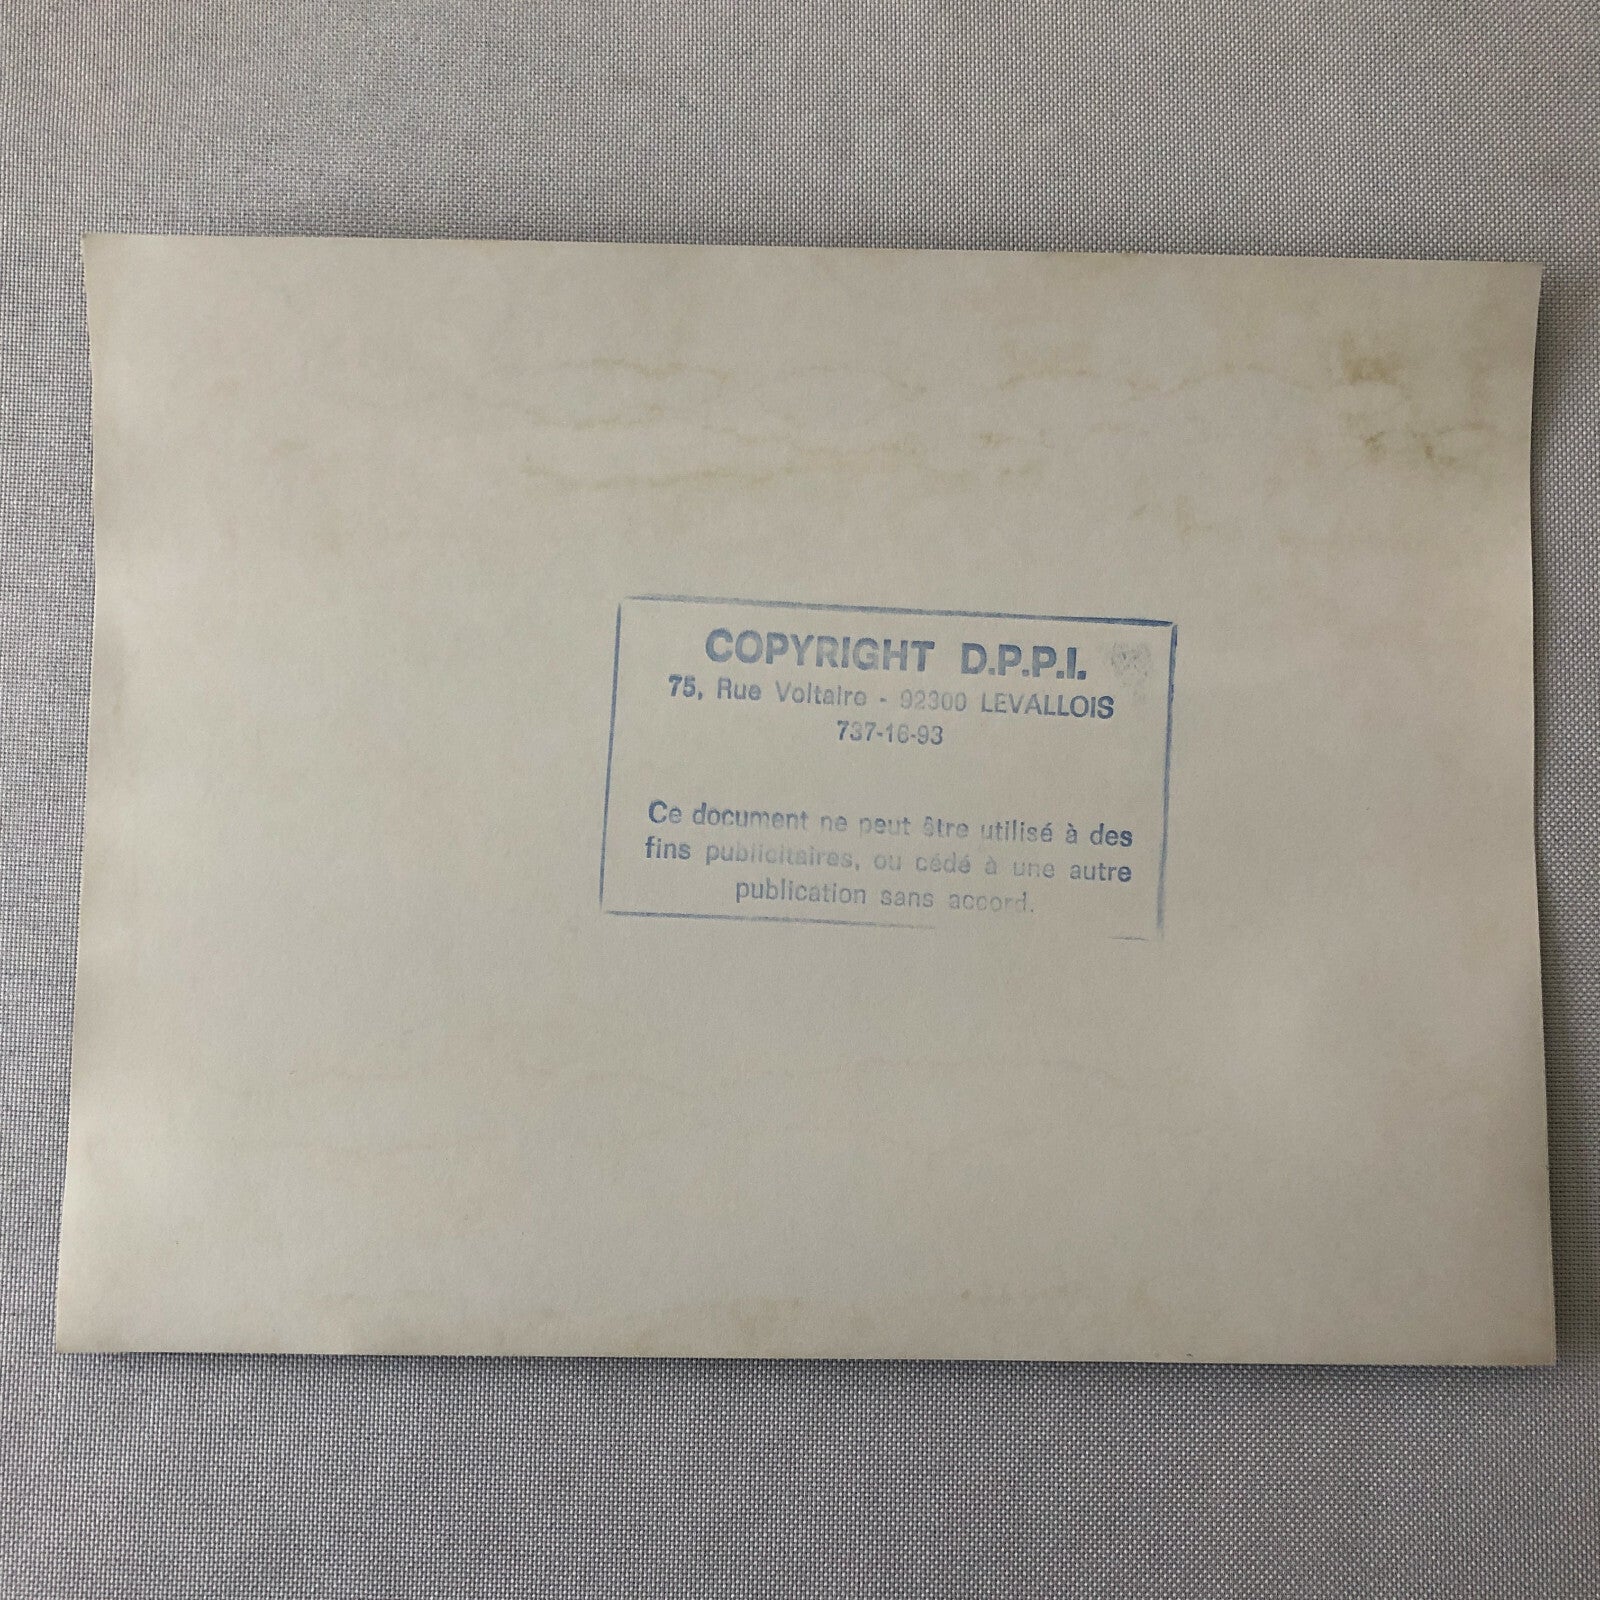 COPYRIGHT D.P.P.I.
75, Rue Voltaire - 92300 LEVALLOIS
737-16-93
Ce document ne peut être utilisé à des
fins publicitaires, ou cédé à une autre
publication sans accord.